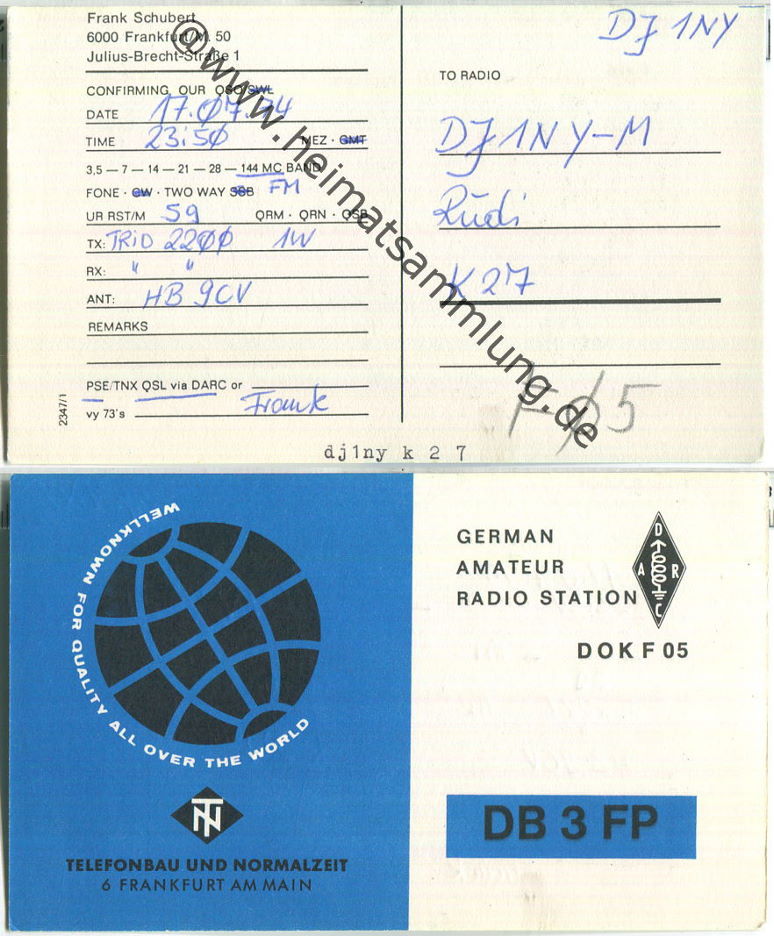 Frank Schubert
6000 Frankfurt/M. 50
Julius-Brecht-Straße 1
DJ 1NY
CONFIRMING OUR QSO/SWL
DATE 17.07.74
TIME 23:50 MEZ · GMT
3,5 — 7 — 14 — 21 — 28 — 144 MC BAND
FONE · CW · TWO WAY SSB FM
UR RST/M 59 QRM · QRN · QSB
TX: TRIO 2200 1W
RX: " "
ANT: HB 9CV
REMARKS
PSE/TNX QSL via DARC or
vy 73's Frank
2347/1
TO RADIO
DJ1NY-M
Rudi
K27
F05
dj1ny k 2 7
©www.heimatsammlung.de
WELLKNOWN FOR QUALITY ALL OVER THE WORLD
TN
TELEFONBAU UND NORMALZEIT
6 FRANKFURT AM MAIN
GERMAN
AMATEUR
RADIO STATION
DARC
DOK F 05
DB 3 FP